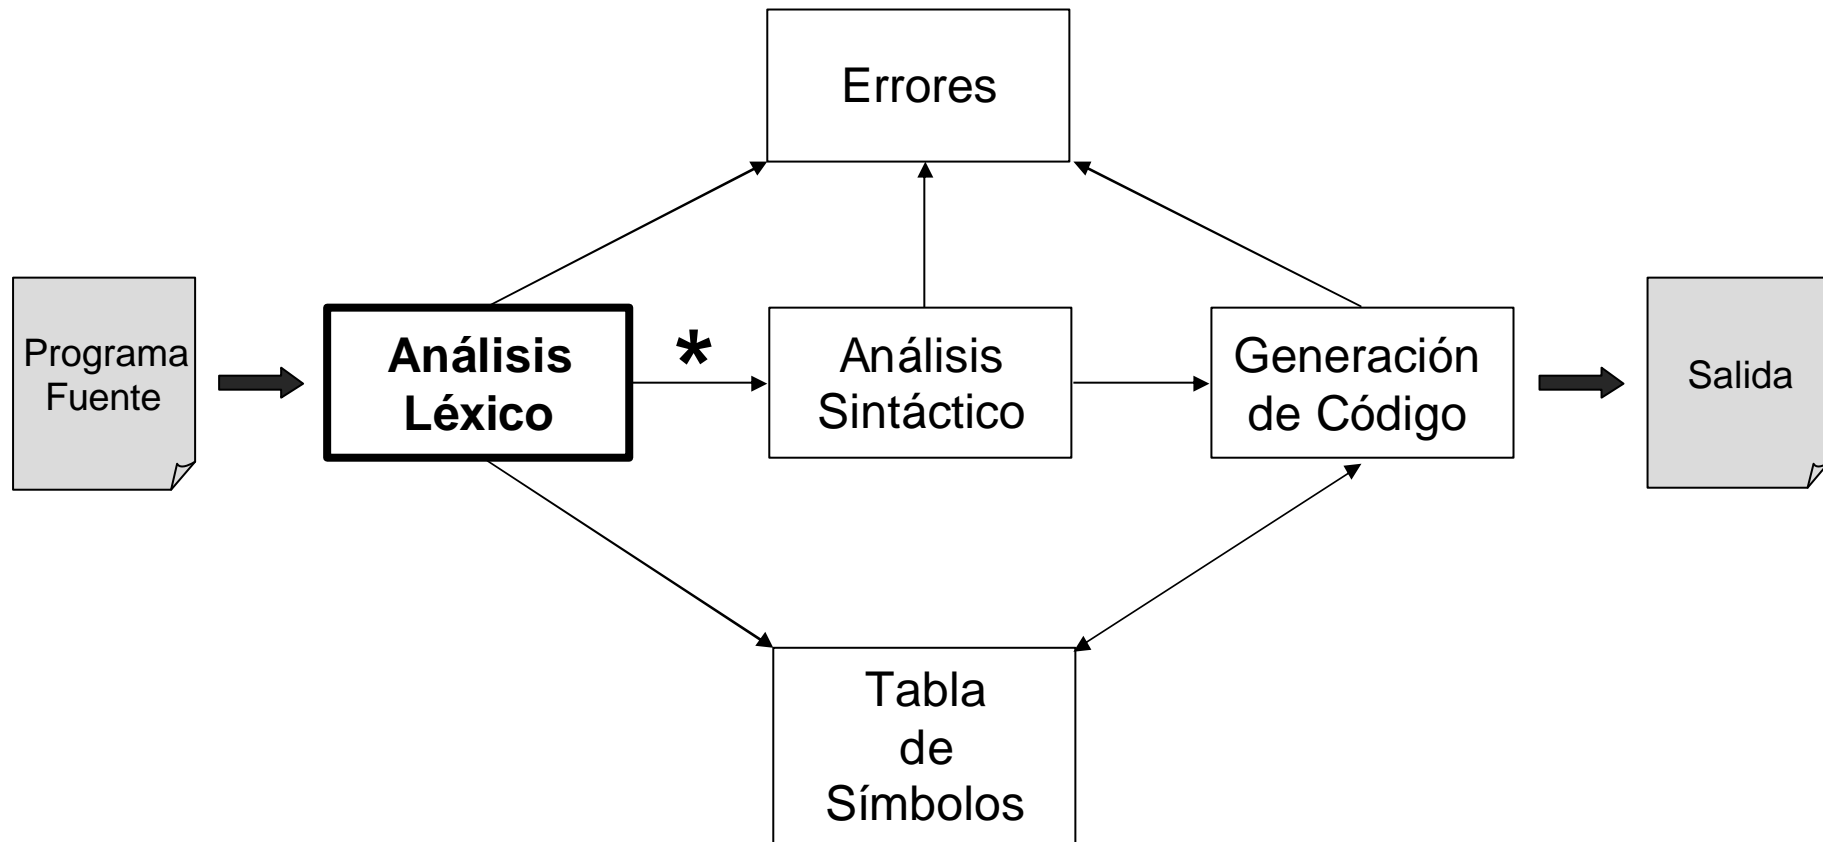 Errores
Programa
Fuente
Análisis
Léxico
*
Análisis
Sintáctico
Generación
de Código
Salida
Tabla
de
Símbolos